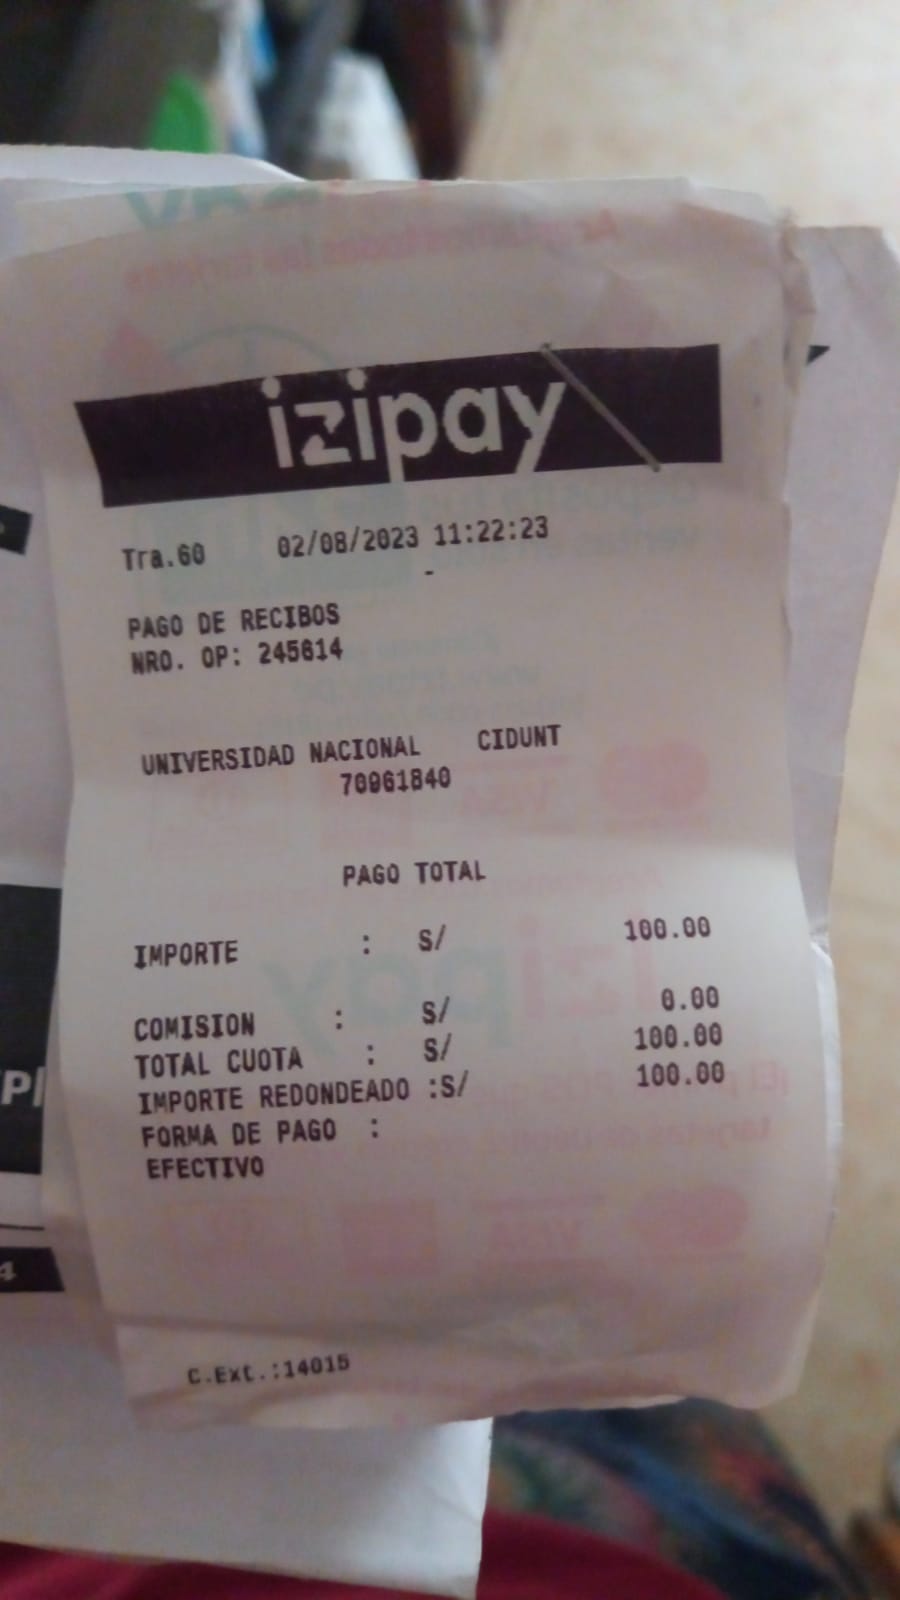 izipay
Tra.60 02/08/2023 11:22:23
-
PAGO DE RECIBOS
NRO. OP: 245614
UNIVERSIDAD NACIONAL CIDUNT
70961840
PAGO TOTAL
IMPORTE : S/ 100.00
COMISION : S/ 0.00
TOTAL CUOTA : S/ 100.00
IMPORTE REDONDEADO :S/ 100.00
FORMA DE PAGO :
EFECTIVO
C.Ext.:14015